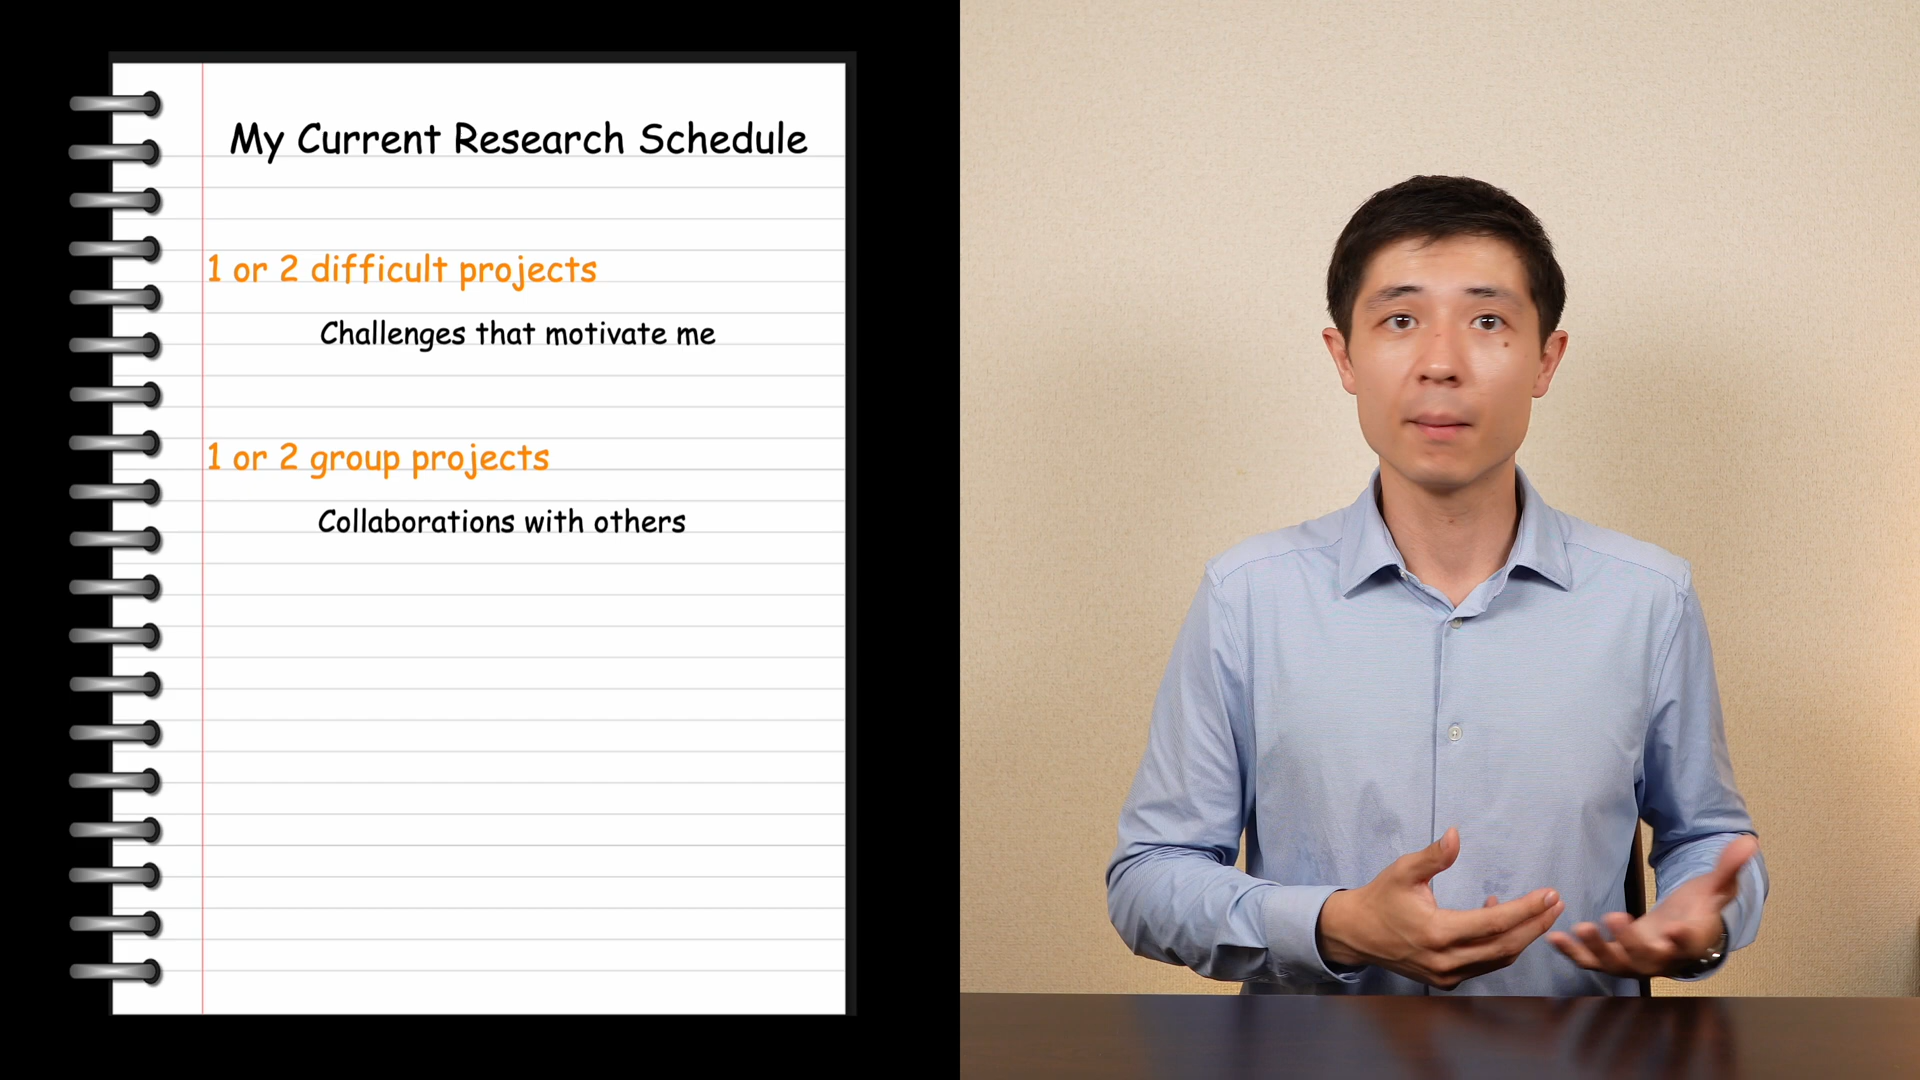 My Current Research Schedule
1 or 2 difficult projects
Challenges that motivate me
1 or 2 group projects
Collaborations with others